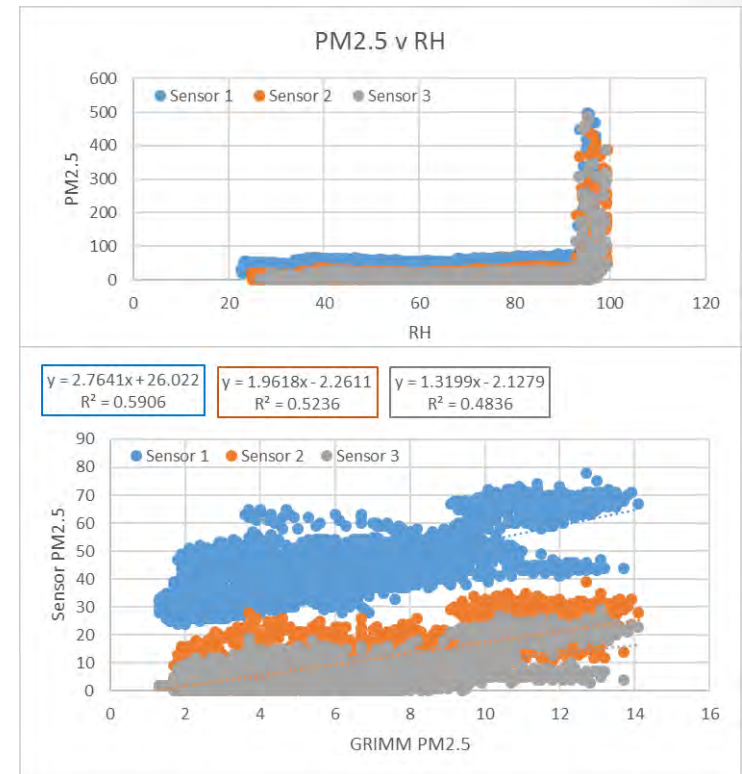 PM2.5 v RH
600
500
400
300
200
100
0
Sensor 1 Sensor 2 Sensor 3
PM2.5
0 20 40 60 80 100 120
RH
y = 2.7641x + 26.022
R² = 0.5906
y = 1.9618x - 2.2611
R² = 0.5236
y = 1.3199x - 2.1279
R² = 0.4836
90
80
70
60
50
40
30
20
10
0
Sensor 1 Sensor 2 Sensor 3
Sensor PM2.5
0 2 4 6 8 10 12 14 16
GRIMM PM2.5